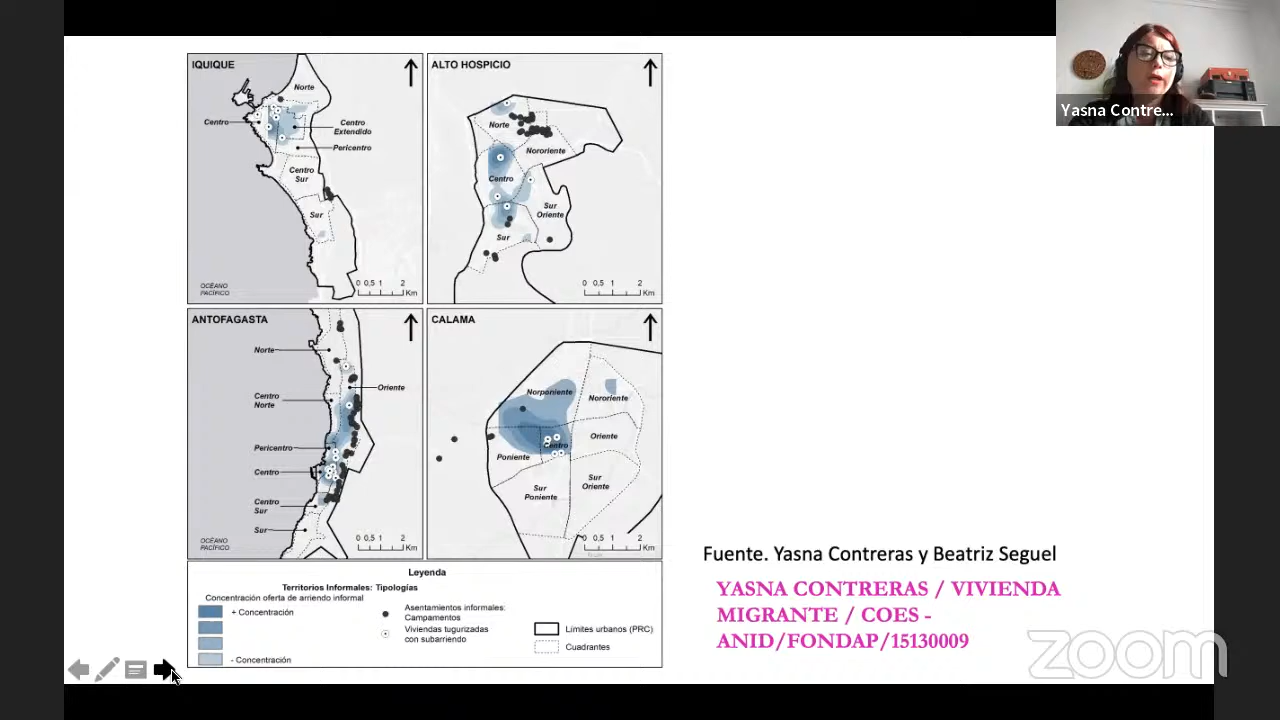 IQUIQUE
Norte
Centro
Centro
Extendido
Pericentro
Centro
Sur
Sur
OCÉANO
PACÍFICO
0 0,5 1 2
Km
ALTO HOSPICIO
Norte
Nororiente
Centro
Sur
Oriente
Sur
0 0,5 1 2
Km
ANTOFAGASTA
Norte
Oriente
Centro
Norte
Pericentro
Centro
Centro
Sur
Sur
OCÉANO
PACÍFICO
0 0,5 1 2
Km
CALAMA
Norponiente
Nororiente
Centro
Oriente
Poniente
Sur
Oriente
Sur
Poniente
0 0,5 1 2
Km
Leyenda
Territorios Informales: Tipologías
Concentración oferta de arriendo informal
+ Concentración
- Concentración
Asentamientos informales:
Campamentos
Viviendas tugurizadas
con subarriendo
Límites urbanos (PRC)
Cuadrantes
Yasna Contre...
Fuente. Yasna Contreras y Beatriz Seguel
YASNA CONTRERAS / VIVIENDA
MIGRANTE / COES -
ANID/FONDAP/15130009
zoom